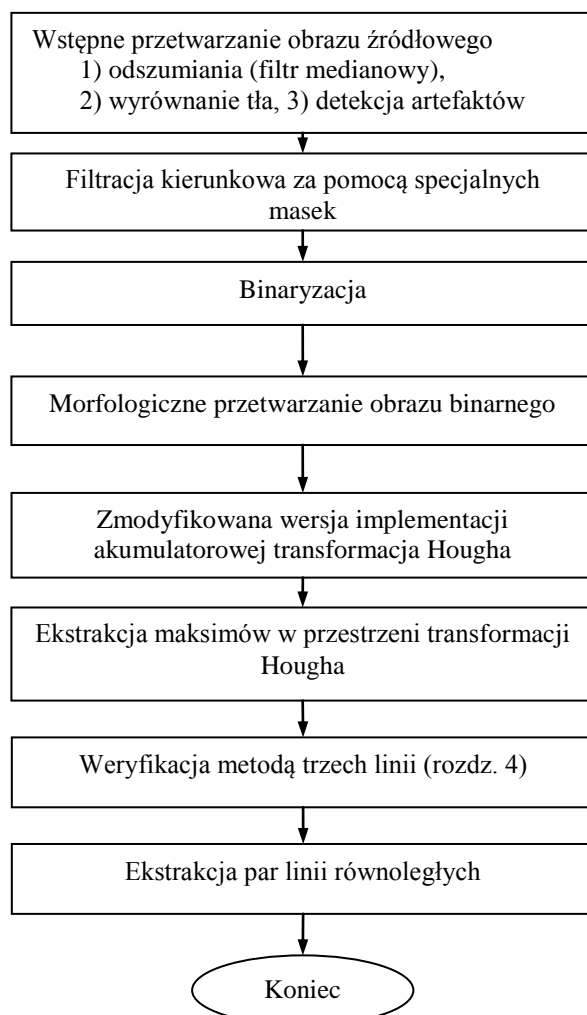 Wstępne przetwarzanie obrazu źródłowego
1) odszumiania (filtr medianowy),
2) wyrównanie tła, 3) detekcja artefaktów
Filtracja kierunkowa za pomocą specjalnych
masek
Binaryzacja
Morfologiczne przetwarzanie obrazu binarnego
Zmodyfikowana wersja implementacji
akumulatorowej transformacja Hougha
Ekstrakcja maksimów w przestrzeni transformacji
Hougha
Weryfikacja metodą trzech linii (rozdz. 4)
Ekstrakcja par linii równoległych
Koniec